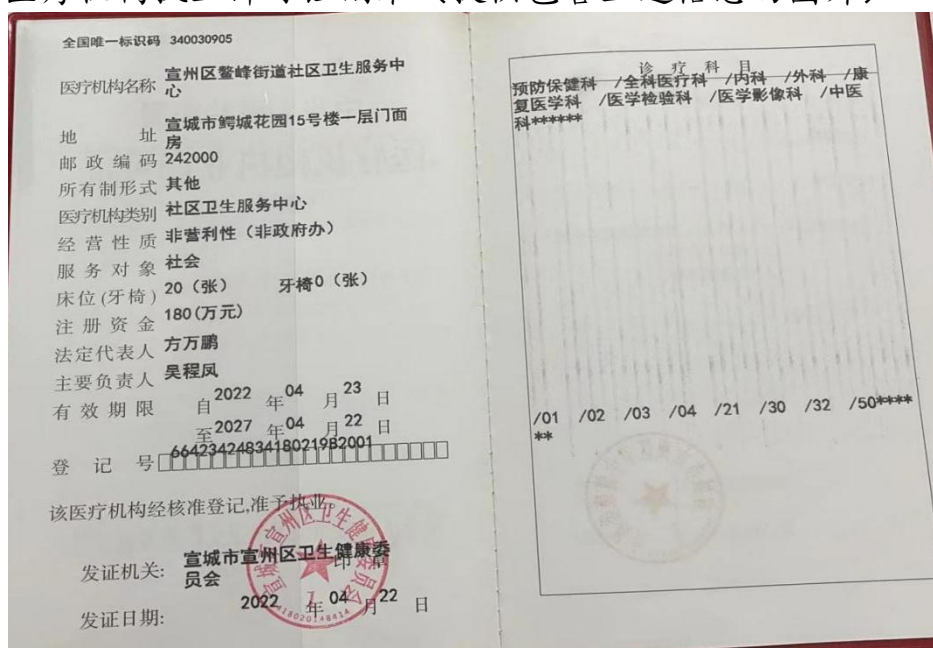 全国唯一标识码 340030905
医疗机构名称 宣州区鳌峰街道社区卫生服务中
心
地 址 宣城市鳄城花园15号楼一层门面
房
邮政编码 242000
所有制形式 其他
医疗机构类别 社区卫生服务中心
经营性质 非营利性（非政府办）
服务对象 社会
床位(牙椅) 20（张） 牙椅0（张）
注册资金 180(万元)
法定代表人 方万鹏
主要负责人 吴程凤
有效期限 自2022年04月23日
至2027年04月22日
登记号 66423424834180219B2001
该医疗机构经核准登记,准予执业
发证机关: 宣城市宣州区卫生健康委
员会
印章
发证日期: 2022年04月22日
诊疗科目
预防保健科 /全科医疗科 /内科 /外科 /康
复医学科 /医学检验科 /医学影像科 /中医
科******
/01 /02 /03 /04 /21 /30 /32 /50****
**